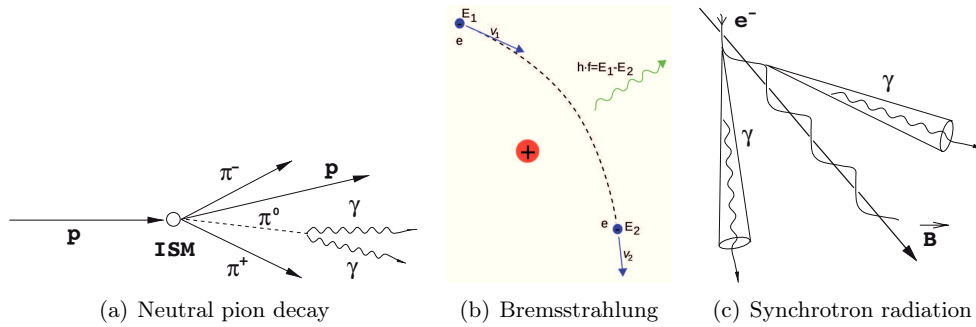 π⁻
p
π⁰
γ
p
ISM
γ
π⁺
(a) Neutral pion decay
E₁
-
e
v₁
h·f=E₁-E₂
+
e
-
E₂
v₂
(b) Bremsstrahlung
e⁻
γ
γ
B
(c) Synchrotron radiation